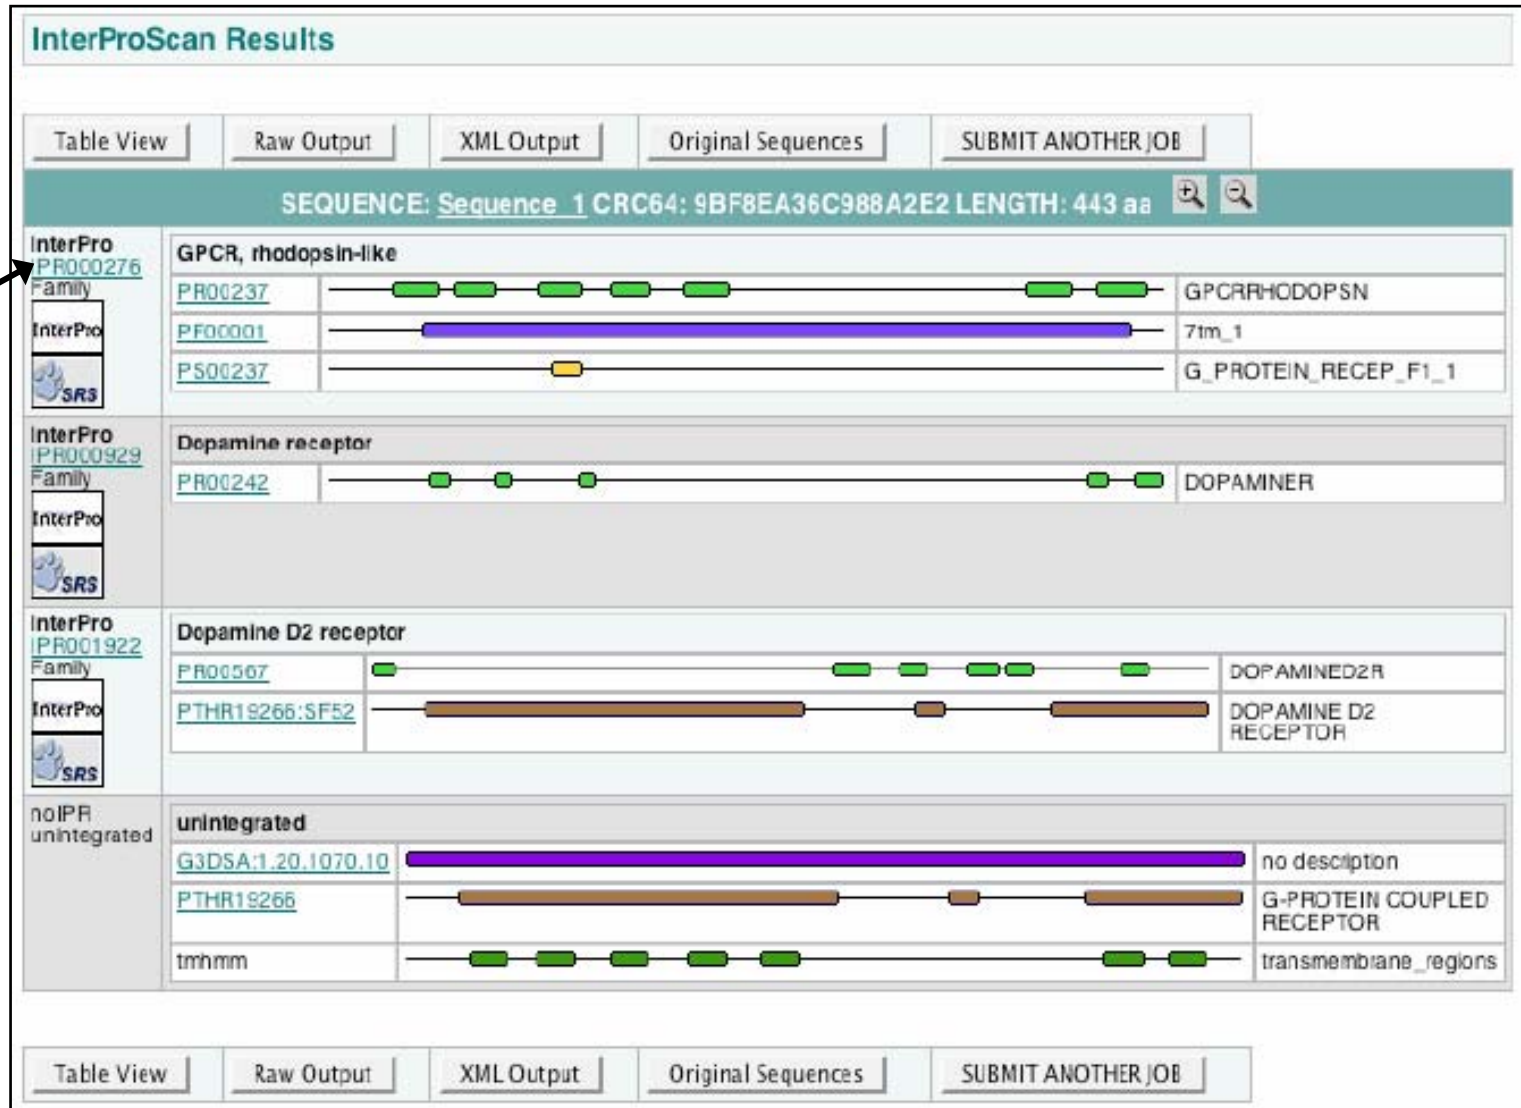 InterProScan Results
Table View
Raw Output
XML Output
Original Sequences
SUBMIT ANOTHER JOB
SEQUENCE: Sequence_1 CRC64: 9BF8EA36C988A2E2 LENGTH: 443 aa
InterPro
IPR000276
Family
InterPro
SRS
GPCR, rhodopsin-like
PR00237
GPCRRHODOPSN
PF00001
7tm_1
PS00237
G_PROTEIN_RECEP_F1_1
InterPro
IPR000929
Family
InterPro
SRS
Dopamine receptor
PR00242
DOPAMINER
InterPro
IPR001922
Family
InterPro
SRS
Dopamine D2 receptor
PR00567
DOPAMINED2R
PTHR19266:SF52
DOPAMINE D2
RECEPTOR
noIPR
unintegrated
unintegrated
G3DSA:1.20.1070.10
no description
PTHR19266
G-PROTEIN COUPLED
RECEPTOR
tmhmm
transmembrane_regions
Table View
Raw Output
XML Output
Original Sequences
SUBMIT ANOTHER JOB